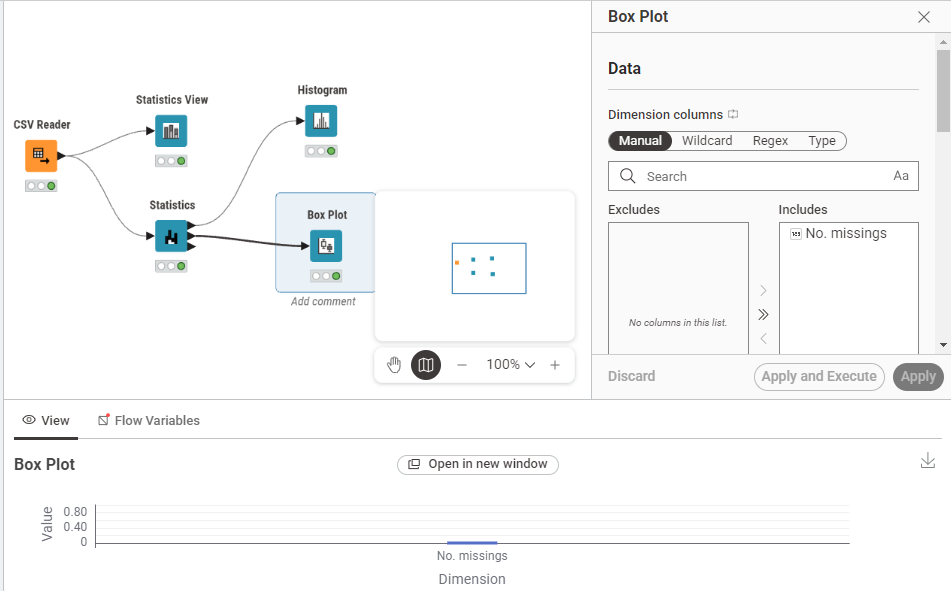 Box Plot
Data
Dimension columns
Manual Wildcard Regex Type
Search Aa
Excludes Includes
No. missings
No columns in this list.
Discard Apply and Execute Apply
Histogram
Statistics View
CSV Reader
Statistics
Box Plot
Add comment
100%
View Flow Variables
Box Plot
Open in new window
Value
0.80
0.40
0
No. missings
Dimension